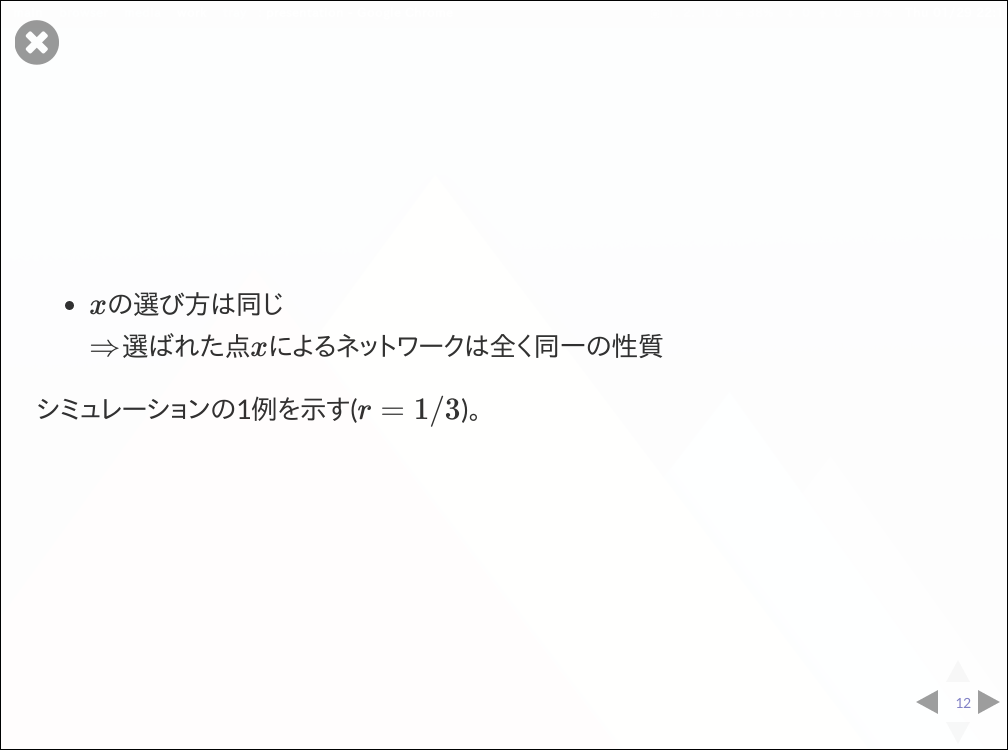 • xの選び方は同じ
⇒選ばれた点xによるネットワークは全く同一の性質
シミュレーションの1例を示す(r = 1/3)。
12